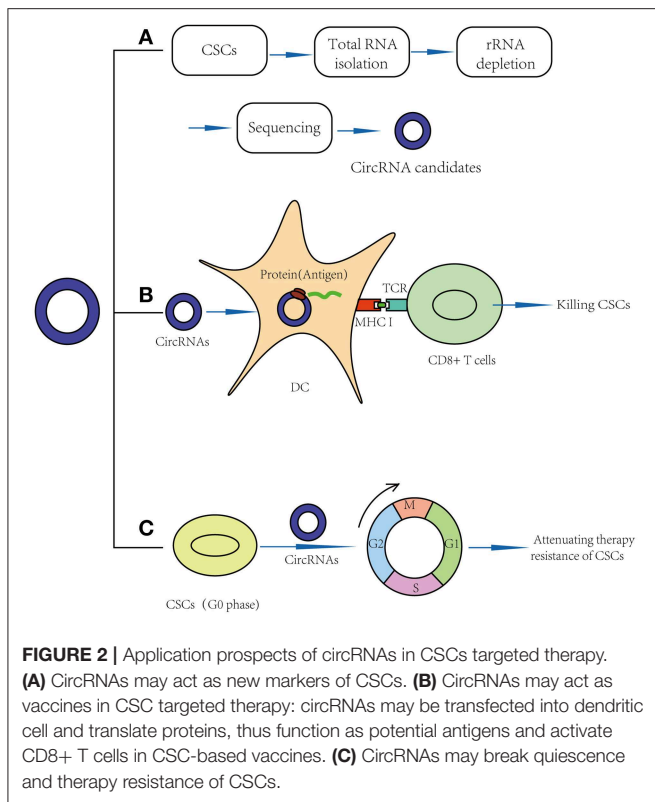 A
CSCs
Total RNA
isolation
rRNA
depletion
Sequencing
CircRNA candidates
B
CircRNAs
Protein(Antigen)
DC
MHC I
TCR
CD8+ T cells
Killing CSCs
C
CSCs (G0 phase)
CircRNAs
M
G2
G1
S
Attenuating therapy
resistance of CSCs
FIGURE 2 | Application prospects of circRNAs in CSCs targeted therapy.
(A) CircRNAs may act as new markers of CSCs. (B) CircRNAs may act as
vaccines in CSC targeted therapy: circRNAs may be transfected into dendritic
cell and translate proteins, thus function as potential antigens and activate
CD8+ T cells in CSC-based vaccines. (C) CircRNAs may break quiescence
and therapy resistance of CSCs.